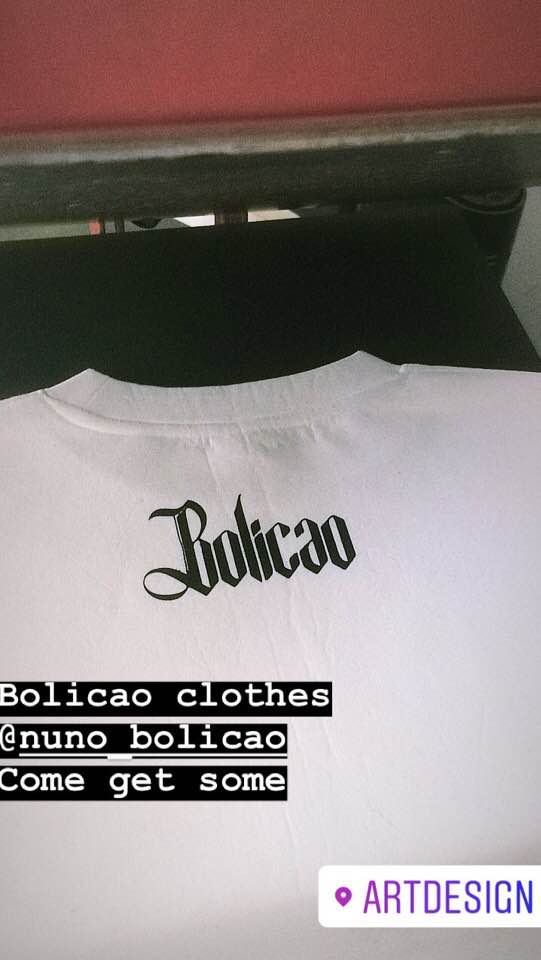 Bolicao
Bolicao clothes
@nuno_bolicao
Come get some
ARTDESIGN